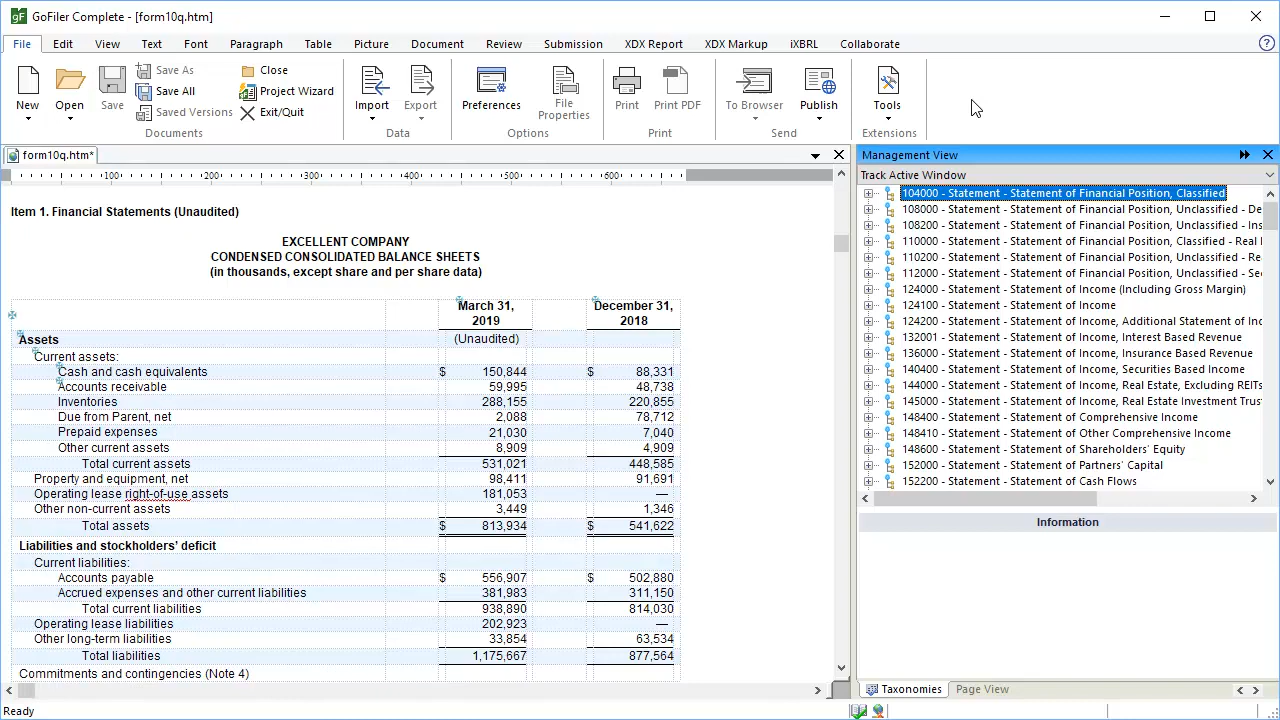 gF GoFiler Complete - [form10q.htm]
File Edit View Text Font Paragraph Table Picture Document Review Submission XDX Report XDX Markup iXBRL Collaborate ?
New Open Save Save As Save All Saved Versions Close Project Wizard Exit/Quit Import Export Preferences File Properties Print Print PDF To Browser Publish Tools
Documents Data Options Print Send Extensions
form10q.htm*
100 200 300 400 500 600
Item 1. Financial Statements (Unaudited)
EXCELLENT COMPANY
CONDENSED CONSOLIDATED BALANCE SHEETS
(in thousands, except share and per share data)
March 31, 2019 December 31, 2018
Assets (Unaudited)
Current assets:
Cash and cash equivalents $ 150,844 $ 88,331
Accounts receivable 59,995 48,738
Inventories 288,155 220,855
Due from Parent, net 2,088 78,712
Prepaid expenses 21,030 7,040
Other current assets 8,909 4,909
Total current assets 531,021 448,585
Property and equipment, net 98,411 91,691
Operating lease right-of-use assets 181,053 —
Other non-current assets 3,449 1,346
Total assets $ 813,934 $ 541,622
Liabilities and stockholders' deficit
Current liabilities:
Accounts payable $ 556,907 $ 502,880
Accrued expenses and other current liabilities 381,983 311,150
Total current liabilities 938,890 814,030
Operating lease liabilities 202,923 —
Other long-term liabilities 33,854 63,534
Total liabilities 1,175,667 877,564
Commitments and contingencies (Note 4)
Management View
Track Active Window
104000 - Statement - Statement of Financial Position, Classified
108000 - Statement - Statement of Financial Position, Unclassified - De
108200 - Statement - Statement of Financial Position, Unclassified - Ins
110000 - Statement - Statement of Financial Position, Classified - Real
110200 - Statement - Statement of Financial Position, Unclassified - Re
112000 - Statement - Statement of Financial Position, Unclassified - Sec
124000 - Statement - Statement of Income (Including Gross Margin)
124100 - Statement - Statement of Income
124200 - Statement - Statement of Income, Additional Statement of Inc
132001 - Statement - Statement of Income, Interest Based Revenue
136000 - Statement - Statement of Income, Insurance Based Revenue
140400 - Statement - Statement of Income, Securities Based Income
144000 - Statement - Statement of Income, Real Estate, Excluding REITs
145000 - Statement - Statement of Income, Real Estate Investment Trus
148400 - Statement - Statement of Comprehensive Income
148410 - Statement - Statement of Other Comprehensive Income
148600 - Statement - Statement of Shareholders' Equity
152000 - Statement - Statement of Partners' Capital
152200 - Statement - Statement of Cash Flows
Information
Taxonomies Page View
Ready